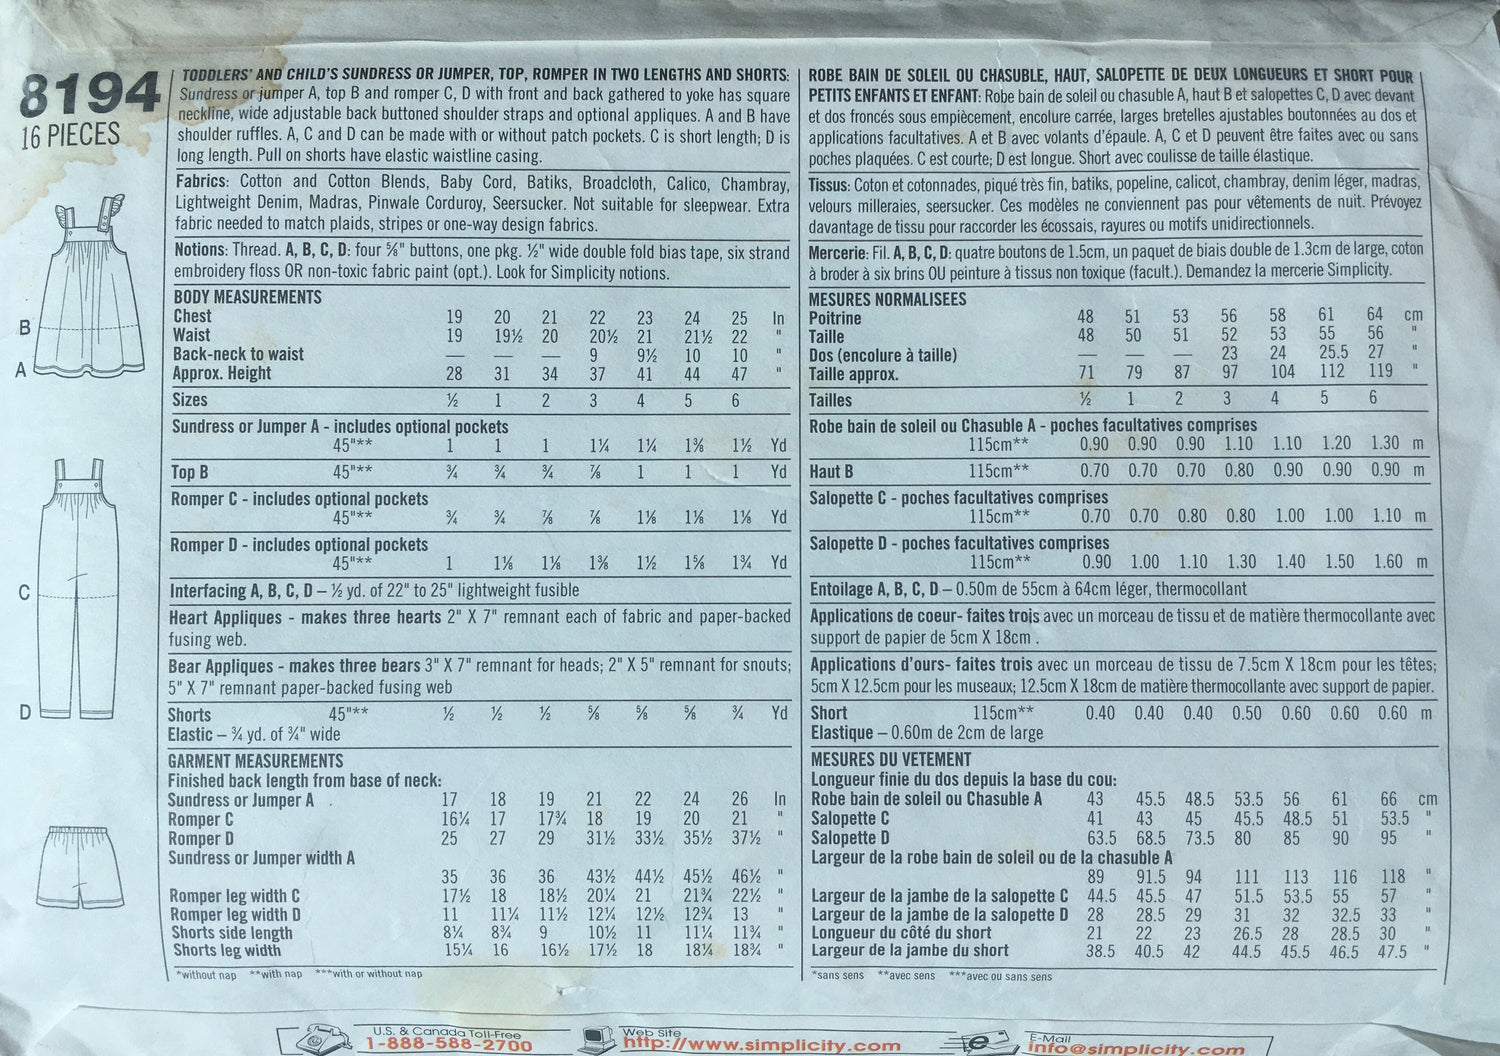 8194
16 PIECES
TODDLERS' AND CHILD'S SUNDRESS OR JUMPER, TOP, ROMPER IN TWO LENGTHS AND SHORTS:
Sundress or jumper A, top B and romper C, D with front and back gathered to yoke has square
neckline, wide adjustable back buttoned shoulder straps and optional appliques. A and B have
shoulder ruffles. A, C and D can be made with or without patch pockets. C is short length; D is
long length. Pull on shorts have elastic waistline casing.
Fabrics: Cotton and Cotton Blends, Baby Cord, Batiks, Broadcloth, Calico, Chambray,
Lightweight Denim, Madras, Pinwale Corduroy, Seersucker. Not suitable for sleepwear. Extra
fabric needed to match plaids, stripes or one-way design fabrics.
Notions: Thread. A, B, C, D: four ⅝" buttons, one pkg. ½" wide double fold bias tape, six strand
embroidery floss OR non-toxic fabric paint (opt.). Look for Simplicity notions.
BODY MEASUREMENTS
Chest 19 20 21 22 23 24 25 In
Waist 19 19½ 20 20½ 21 21½ 22 "
Back-neck to waist — — — 9 9½ 10 10 "
Approx. Height 28 31 34 37 41 44 47 "
Sizes ½ 1 2 3 4 5 6
Sundress or Jumper A - includes optional pockets
45"** 1 1 1 1¼ 1¼ 1⅜ 1½ Yd
Top B 45"** ¾ ¾ ¾ ⅞ 1 1 1 Yd
Romper C - includes optional pockets
45"** ¾ ¾ ⅞ ⅞ 1⅛ 1⅛ 1⅛ Yd
Romper D - includes optional pockets
45"** 1 1⅛ 1⅛ 1⅜ 1½ 1⅝ 1¾ Yd
Interfacing A, B, C, D – ½ yd. of 22" to 25" lightweight fusible
Heart Appliques - makes three hearts 2" X 7" remnant each of fabric and paper-backed
fusing web.
Bear Appliques - makes three bears 3" X 7" remnant for heads; 2" X 5" remnant for snouts;
5" X 7" remnant paper-backed fusing web
Shorts 45"** ½ ½ ½ ⅝ ⅝ ⅝ ¾ Yd
Elastic – ¾ yd. of ¾" wide
GARMENT MEASUREMENTS
Finished back length from base of neck:
Sundress or Jumper A 17 18 19 21 22 24 26 In
Romper C 16¼ 17 17¾ 18 19 20 21 "
Romper D 25 27 29 31½ 33½ 35½ 37½ "
Sundress or Jumper width A
35 36 36 43½ 44½ 45½ 46½ "
Romper leg width C 17½ 18 18½ 20¼ 21 21¾ 22½ "
Romper leg width D 11 11¼ 11½ 12¼ 12½ 12¾ 13 "
Shorts side length 8¼ 8¾ 9 10½ 11 11¼ 11¾ "
Shorts leg width 15¼ 16 16½ 17½ 18 18¼ 18¾ "
*without nap **with nap ***with or without nap
ROBE BAIN DE SOLEIL OU CHASUBLE, HAUT, SALOPETTE DE DEUX LONGUEURS ET SHORT POUR
PETITS ENFANTS ET ENFANT: Robe bain de soleil ou chasuble A, haut B et salopettes C, D avec devant
et dos froncés sous empiècement, encolure carrée, larges bretelles ajustables boutonnées au dos et
applications facultatives. A et B avec volants d'épaule. A, C et D peuvent être faites avec ou sans
poches plaquées. C est courte; D est longue. Short avec coulisse de taille élastique.
Tissus: Coton et cotonnades, piqué très fin, batiks, popeline, calicot, chambray, denim léger, madras,
velours milleraies, seersucker. Ces modèles ne conviennent pas pour vêtements de nuit. Prévoyez
davantage de tissu pour raccorder les écossais, rayures ou motifs unidirectionnels.
Mercerie: Fil. A, B, C, D: quatre boutons de 1.5cm, un paquet de biais double de 1.3cm de large, coton
à broder à six brins OU peinture à tissus non toxique (facult.). Demandez la mercerie Simplicity.
MESURES NORMALISEES
Poitrine 48 51 53 56 58 61 64 cm
Taille 48 50 51 52 53 55 56 "
Dos (encolure à taille) — — — 23 24 25.5 27 "
Taille approx. 71 79 87 97 104 112 119 "
Tailles ½ 1 2 3 4 5 6
Robe bain de soleil ou Chasuble A - poches facultatives comprises
115cm** 0.90 0.90 0.90 1.10 1.10 1.20 1.30 m
Haut B 115cm** 0.70 0.70 0.70 0.80 0.90 0.90 0.90 m
Salopette C - poches facultatives comprises
115cm** 0.70 0.70 0.80 0.80 1.00 1.00 1.10 m
Salopette D - poches facultatives comprises
115cm** 0.90 1.00 1.10 1.30 1.40 1.50 1.60 m
Entoilage A, B, C, D – 0.50m de 55cm à 64cm léger, thermocollant
Applications de coeur- faites trois avec un morceau de tissu et de matière thermocollante avec
support de papier de 5cm X 18cm .
Applications d'ours- faites trois avec un morceau de tissu de 7.5cm X 18cm pour les têtes;
5cm X 12.5cm pour les museaux; 12.5cm X 18cm de matière thermocollante avec support de papier.
Short 115cm** 0.40 0.40 0.40 0.50 0.60 0.60 0.60 m
Elastique – 0.60m de 2cm de large
MESURES DU VETEMENT
Longueur finie du dos depuis la base du cou:
Robe bain de soleil ou Chasuble A 43 45.5 48.5 53.5 56 61 66 cm
Salopette C 41 43 45 45.5 48.5 51 53.5 "
Salopette D 63.5 68.5 73.5 80 85 90 95 "
Largeur de la robe bain de soleil ou de la chasuble A
89 91.5 94 111 113 116 118 "
Largeur de la jambe de la salopette C 44.5 45.5 47 51.5 53.5 55 57 "
Largeur de la jambe de la salopette D 28 28.5 29 31 32 32.5 33 "
Longueur du côté du short 21 22 23 26.5 28 28.5 30 "
Largeur de la jambe du short 38.5 40.5 42 44.5 45.5 46.5 47.5 "
*sans sens **avec sens ***avec ou sans sens
B
A
C
D
U.S. & Canada Toll-Free
1-888-588-2700
Web Site
http://www.simplicity.com
e
E-Mail
info@simplicity.com